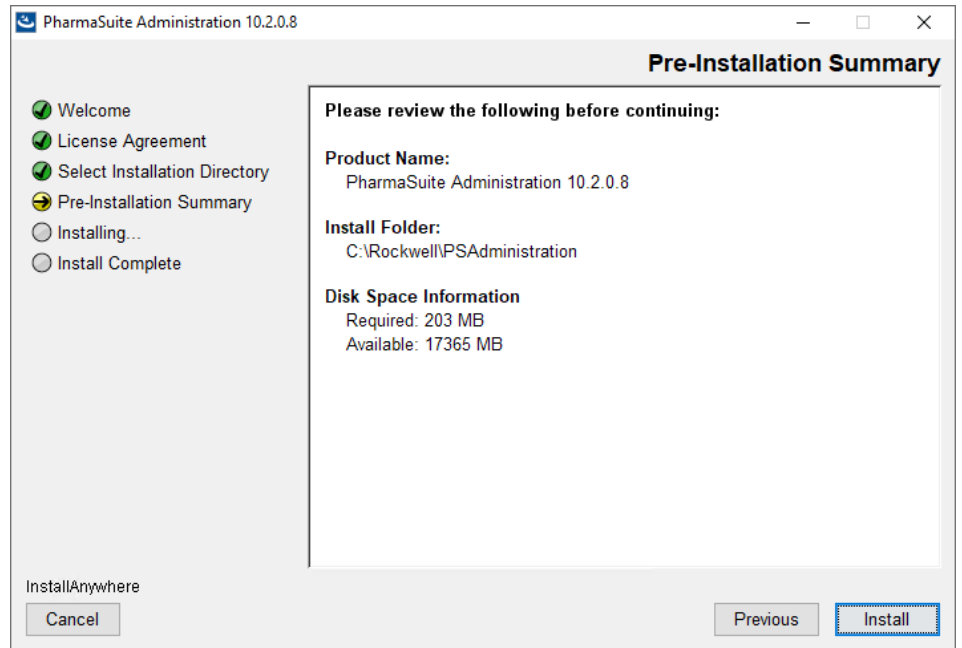 PharmaSuite Administration 10.2.0.8
Pre-Installation Summary
Welcome
License Agreement
Select Installation Directory
Pre-Installation Summary
Installing...
Install Complete
Please review the following before continuing:
Product Name:
PharmaSuite Administration 10.2.0.8
Install Folder:
C:\Rockwell\PSAdministration
Disk Space Information
Required: 203 MB
Available: 17365 MB
InstallAnywhere
Cancel
Previous
Install